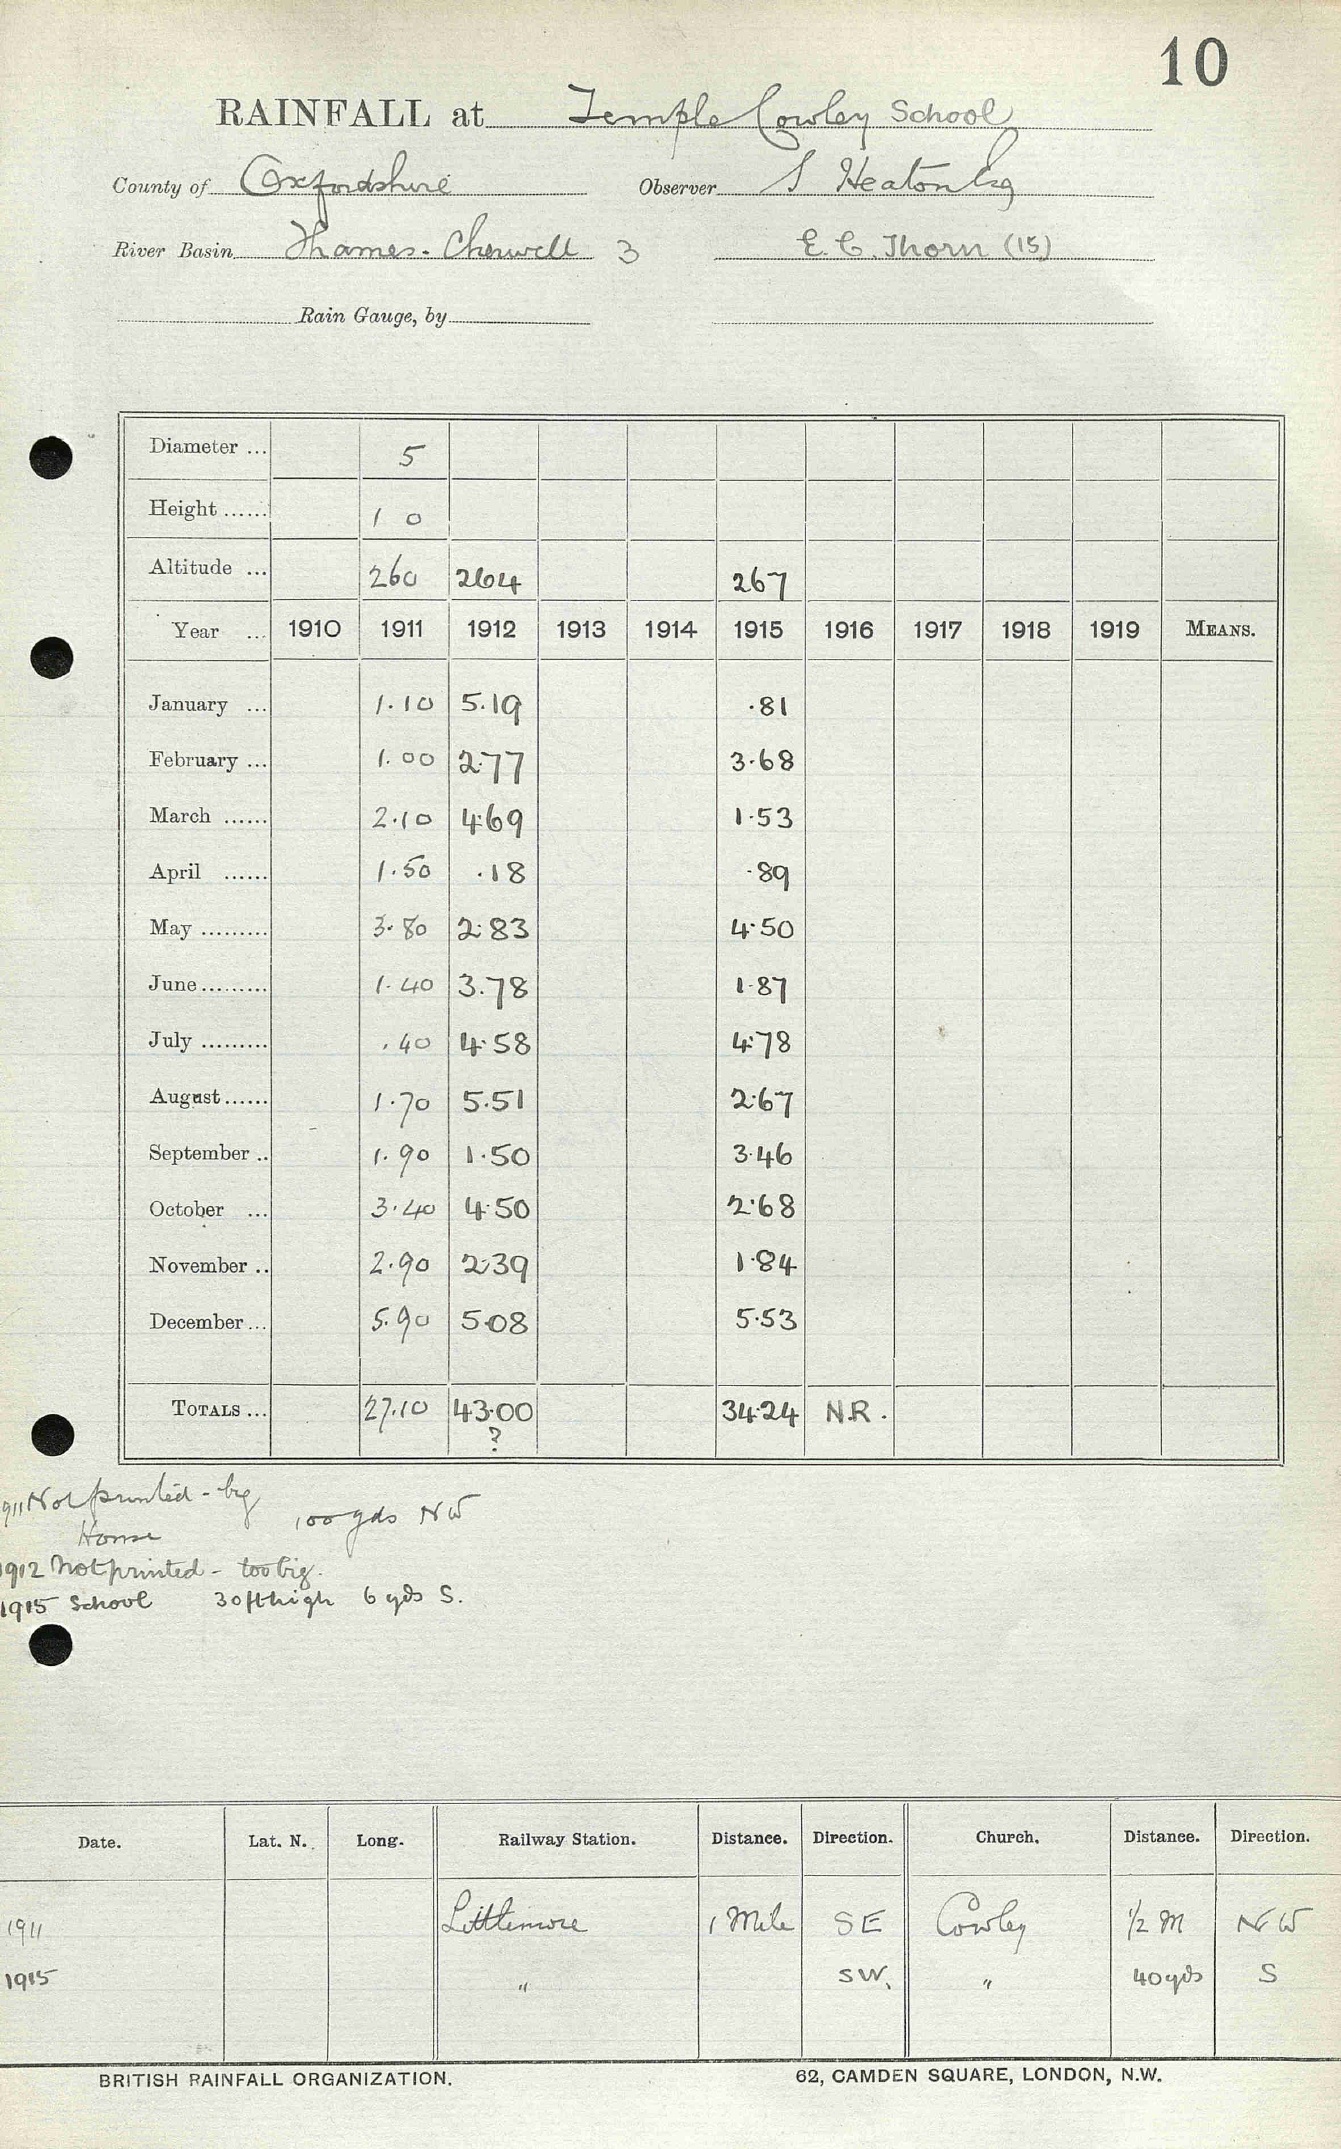 10
RAINFALL at Temple Cowley School
County of Oxfordshire Observer S Heaton Esq
River Basin Thames-Cherwell 3 E. C. Thorn (15)
Rain Gauge, by
Diameter ... 5
Height ...... 1 0
Altitude ... 260 264 267
Year ... 1910 1911 1912 1913 1914 1915 1916 1917 1918 1919 MEANS.
January ... 1.10 5.19 .81
February ... 1.00 2.77 3.68
March ...... 2.10 4.69 1.53
April ...... 1.50 .18 .89
May ......... 3.80 2.83 4.50
June ......... 1.40 3.78 1.87
July ......... .40 4.58 4.78
August ...... 1.70 5.51 2.67
September .. 1.90 1.50 3.46
October ... 3.40 4.50 2.68
November .. 2.90 2.39 1.84
December ... 5.90 5.08 5.53
TOTALS ... 27.10 43.00 34.24 N.R.
?
1911 Not printed - big
House 100 yds NW
1912 Not printed - too big.
1915 School 30ft high 6 yds S.
Date. Lat. N. Long. Railway Station. Distance. Direction. Church. Distance. Direction.
1911 Littlemore 1 Mile SE Cowley 1/2 M NW
1915 " SW. " 40 yds S
BRITISH RAINFALL ORGANIZATION. 62, CAMDEN SQUARE, LONDON, N.W.